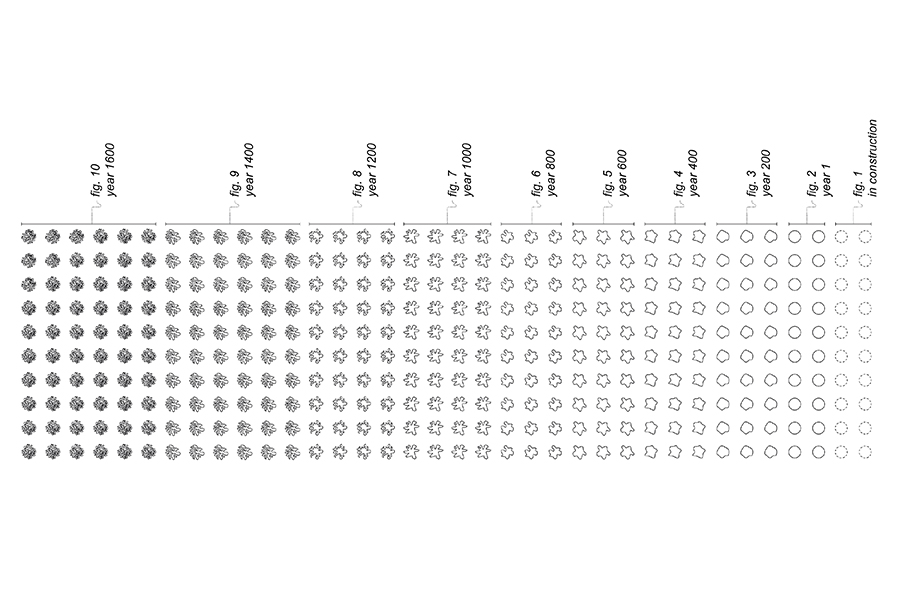 fig. 10
year 1600
fig. 9
year 1400
fig. 8
year 1200
fig. 7
year 1000
fig. 6
year 800
fig. 5
year 600
fig. 4
year 400
fig. 3
year 200
fig. 2
year 1
fig. 1
in construction